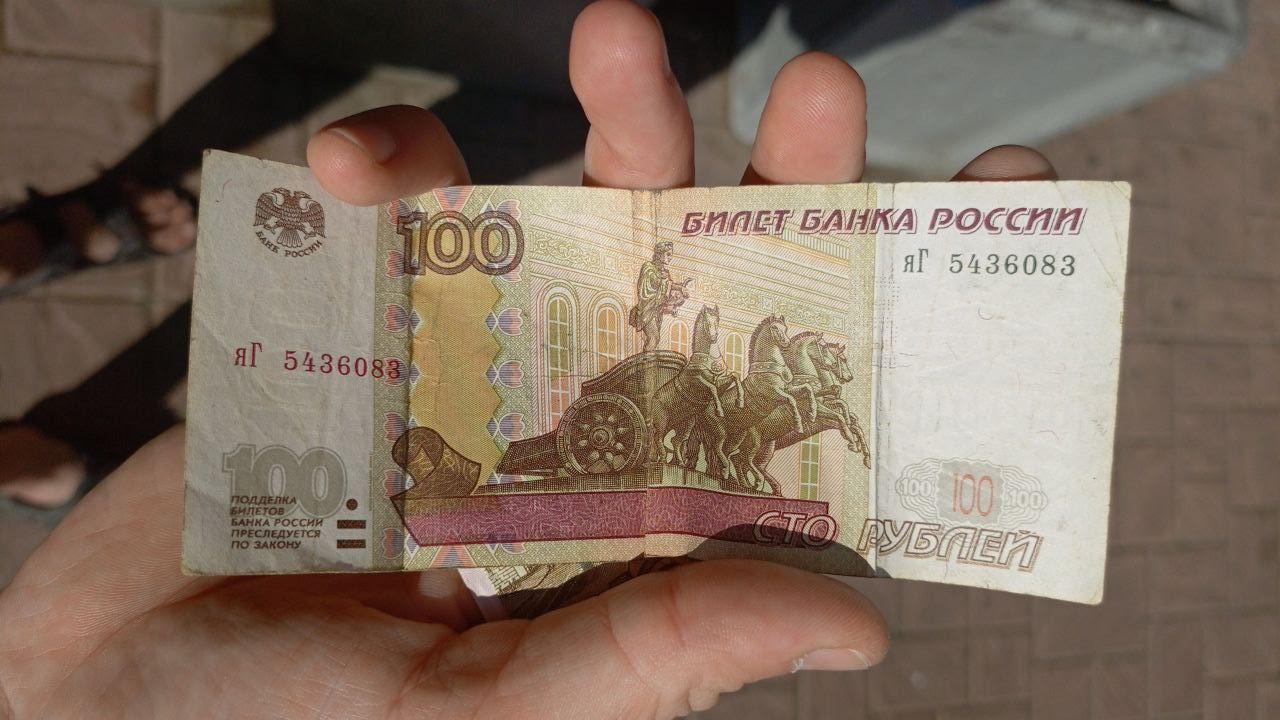 БАНК РОССИИ
100
БИЛЕТ БАНКА РОССИИ
яГ 5436083
яГ 5436083
100
ПОДДЕЛКА
БИЛЕТОВ
БАНКА РОССИИ
ПРЕСЛЕДУЕТСЯ
ПО ЗАКОНУ
100 100 100
СТО РУБЛЕЙ